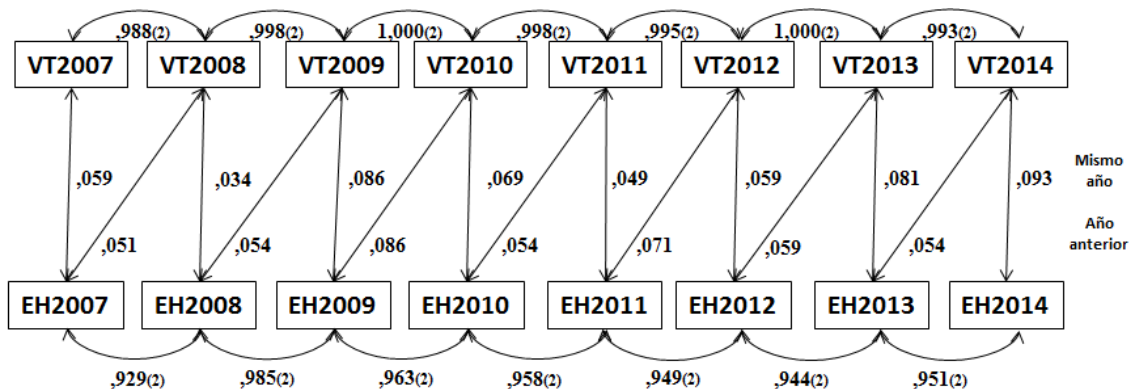 ,988(2) ,998(2) 1,000(2) ,998(2) ,995(2) 1,000(2) ,993(2)
VT2007 VT2008 VT2009 VT2010 VT2011 VT2012 VT2013 VT2014
,059 ,034 ,086 ,069 ,049 ,059 ,081 ,093 Mismo
año
,051 ,054 ,086 ,054 ,071 ,059 ,054 Año
anterior
EH2007 EH2008 EH2009 EH2010 EH2011 EH2012 EH2013 EH2014
,929(2) ,985(2) ,963(2) ,958(2) ,949(2) ,944(2) ,951(2)